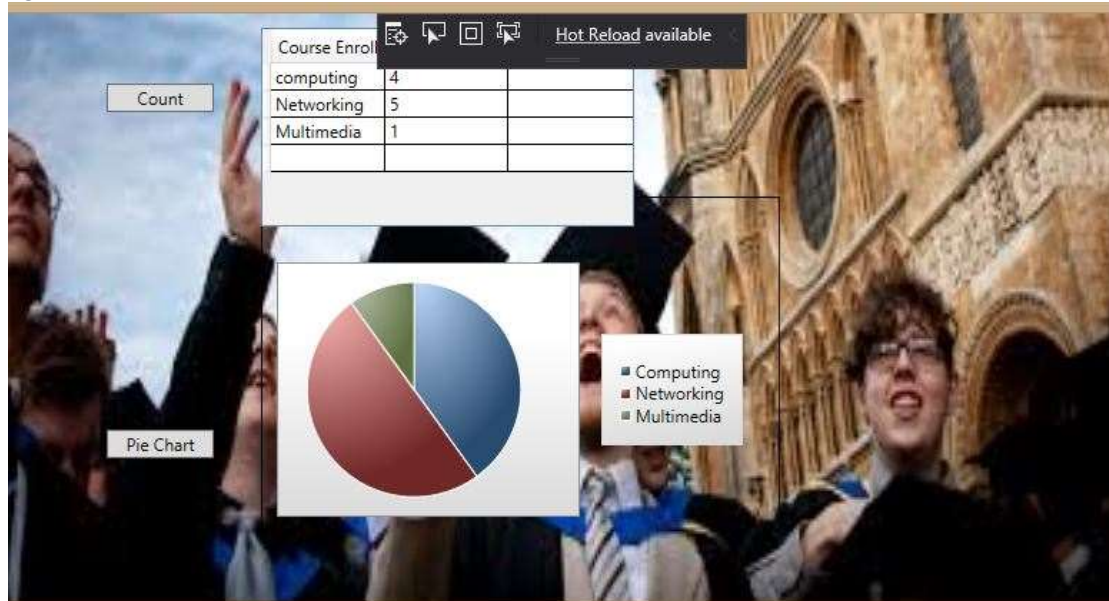 Hot Reload available
Course Enroll
computing 4
Count
Networking 5
Multimedia 1
Computing
Networking
Multimedia
Pie Chart